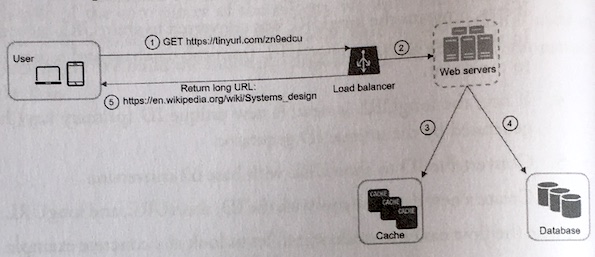 ① GET https://tinyurl.com/zn9edcu
②
User
Web servers
Return long URL:
Load balancer
⑤ https://en.wikipedia.org/wiki/Systems_design
③
④
CACHE
CACHE
CACHE
Cache
Database